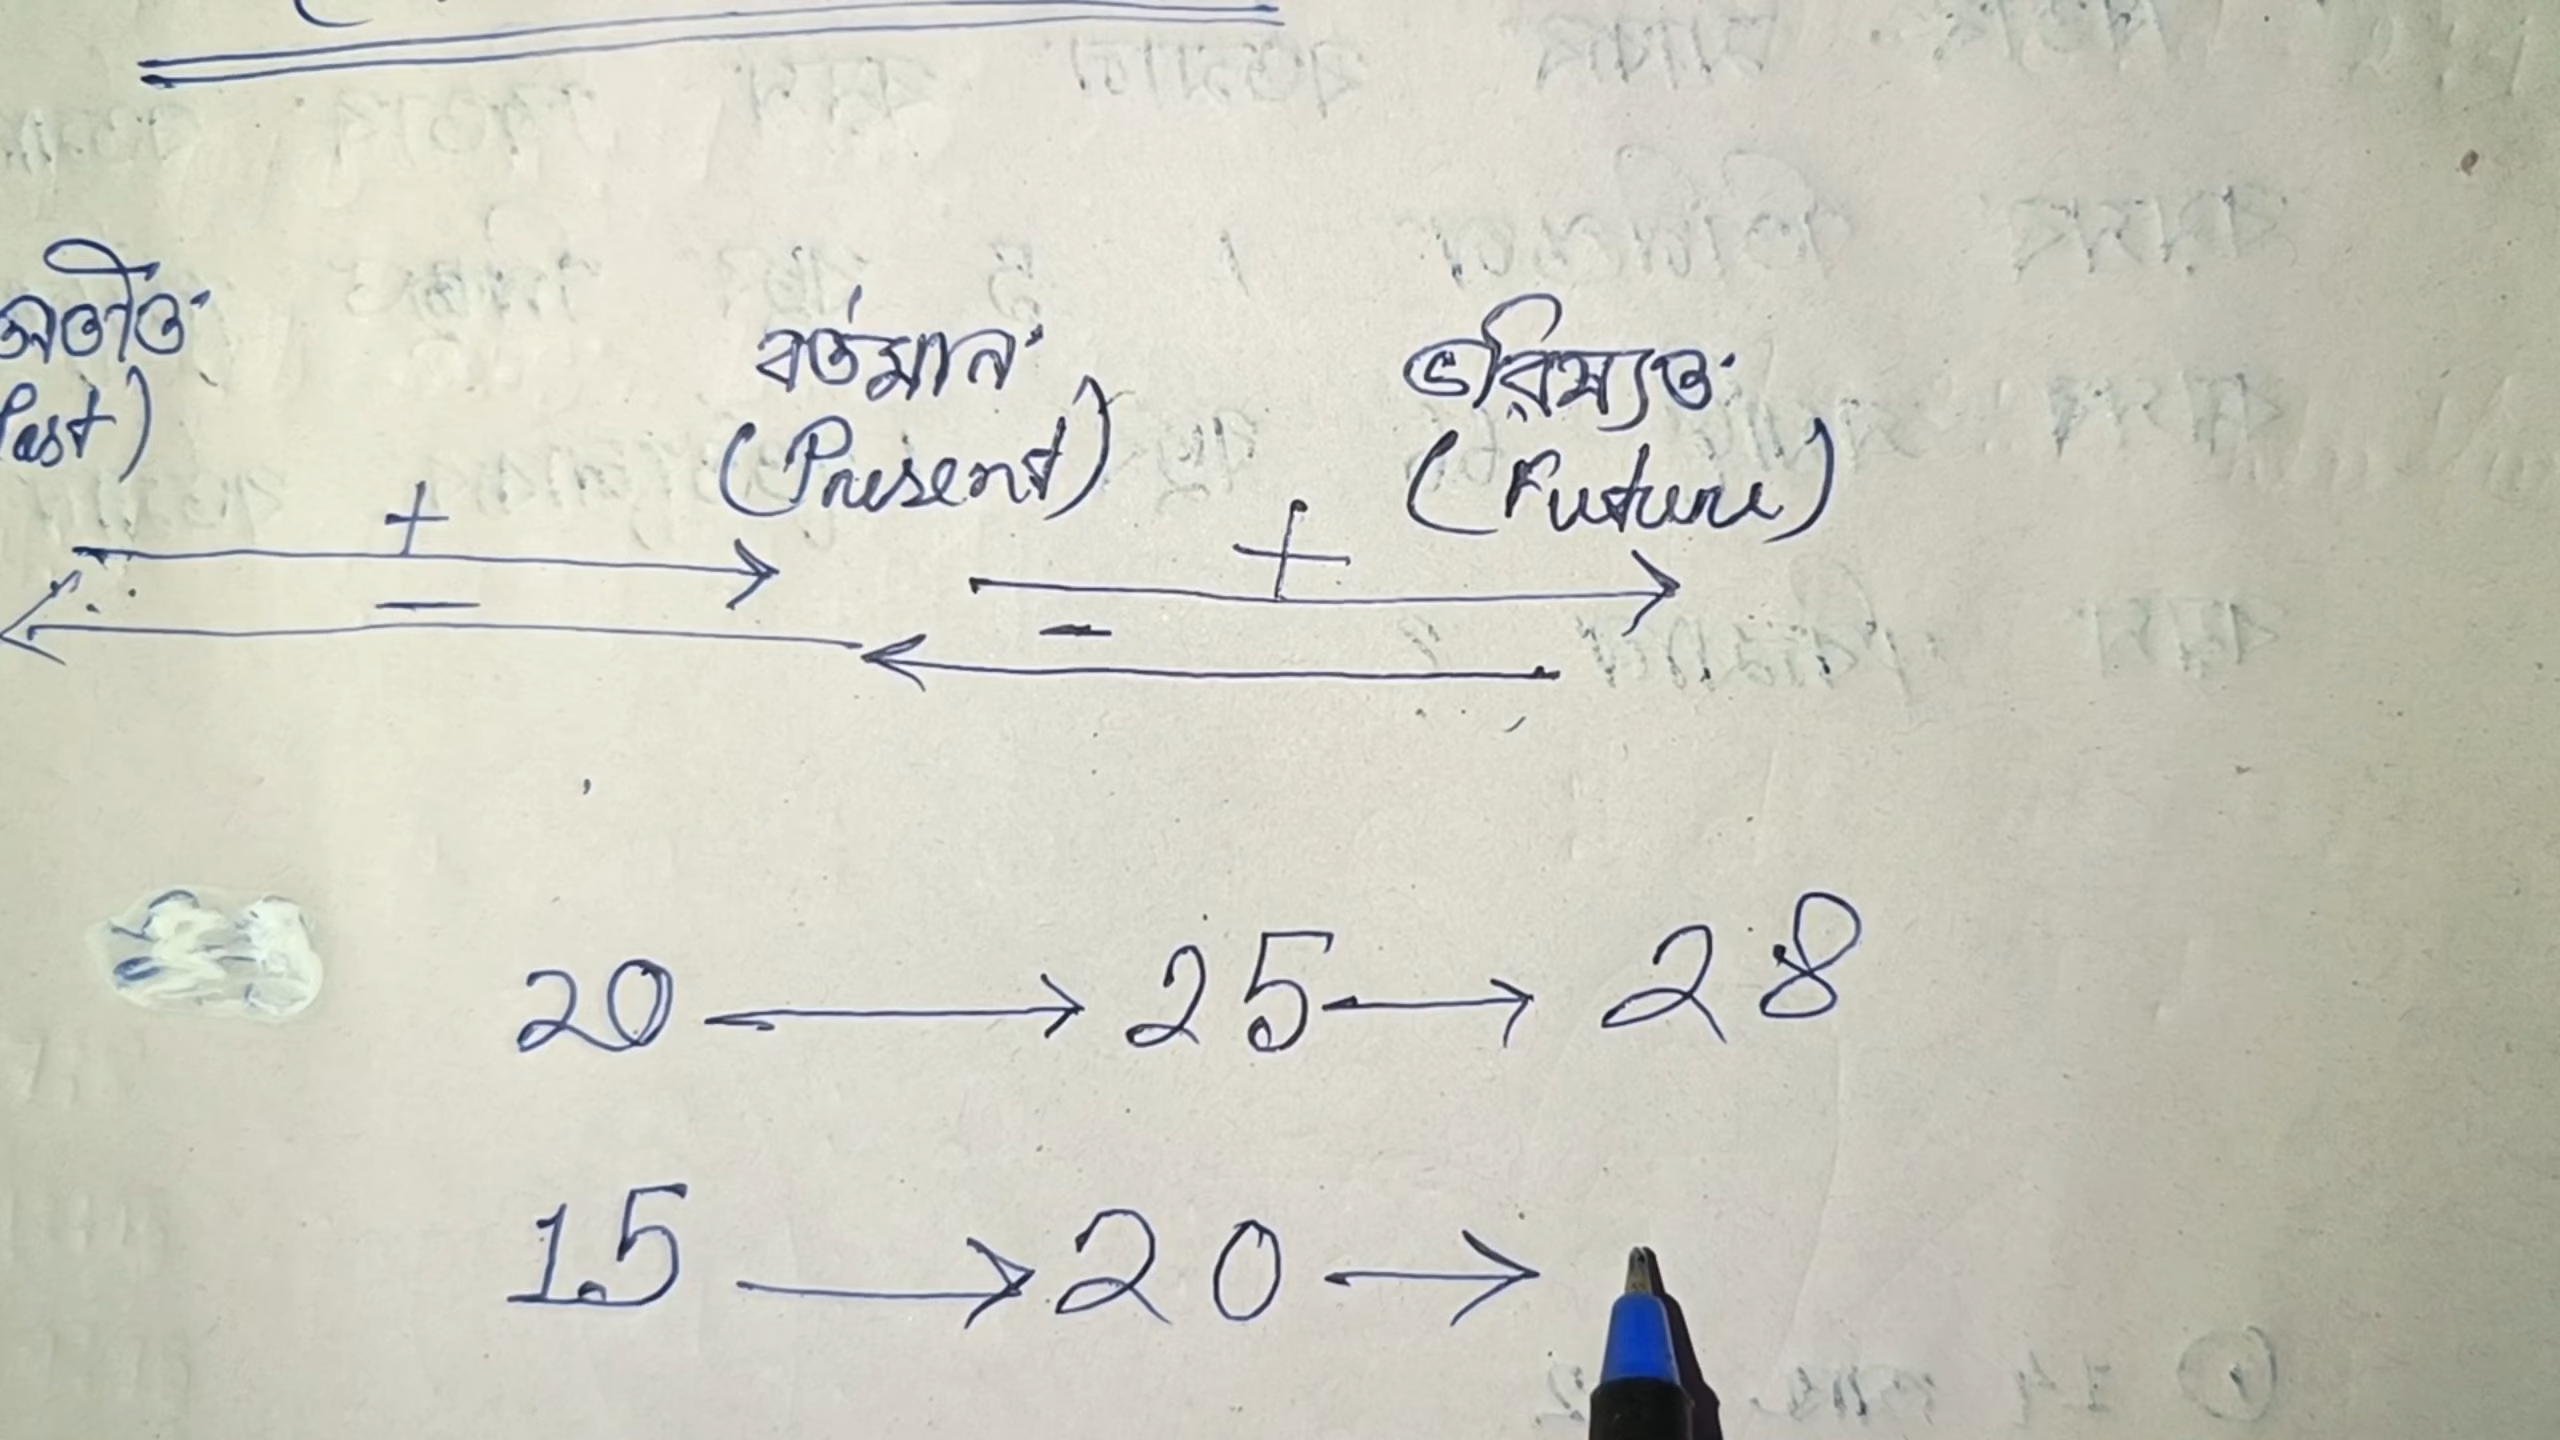 অতীত বর্তমান ভবিষ্যত
Past) (Present) (Future)
+ +
− −
20 → 25 → 28
15 → 20 →